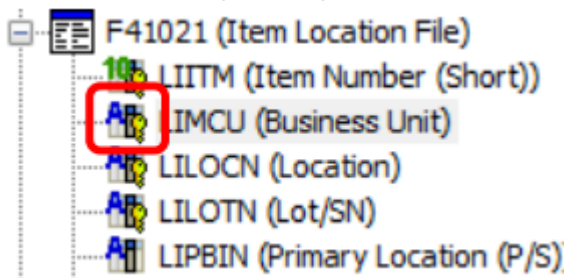 F41021 (Item Location File)
10 LIITM (Item Number (Short))
A LIMCU (Business Unit)
A LILOCN (Location)
A LILOTN (Lot/SN)
A LIPBIN (Primary Location (P/S))